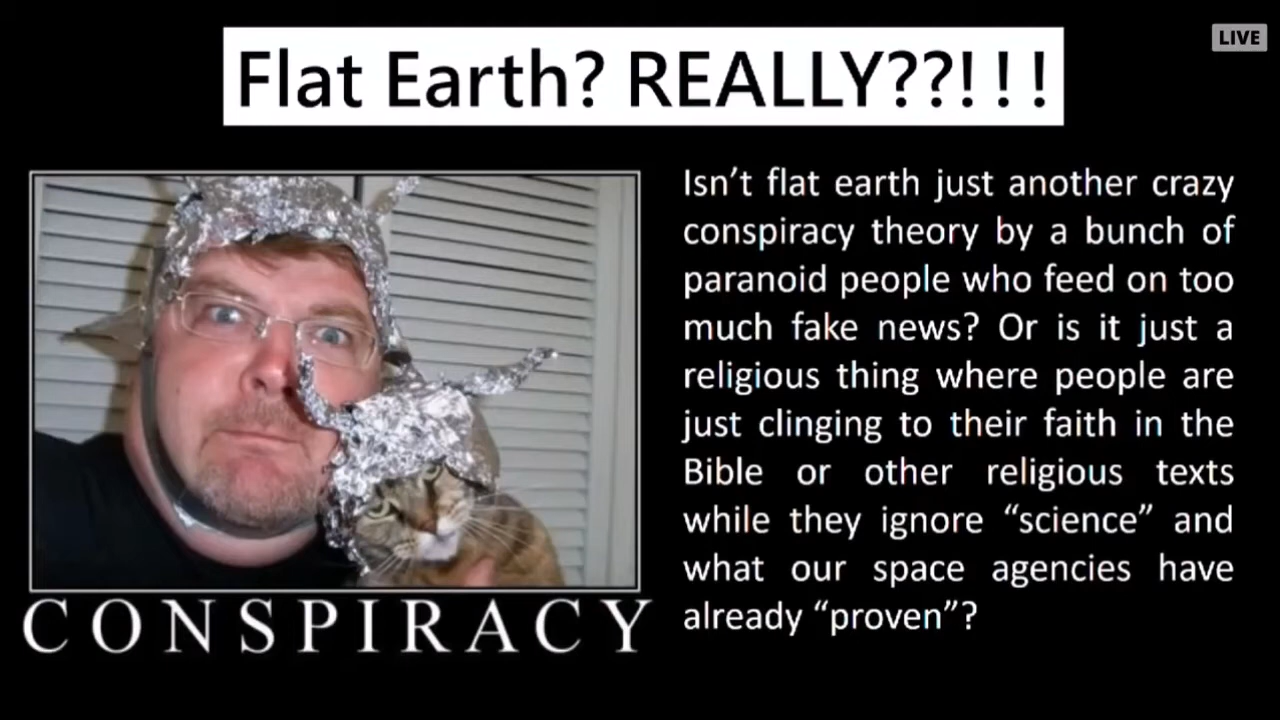 LIVE
Flat Earth? REALLY??!!!
Isn’t flat earth just another crazy
conspiracy theory by a bunch of
paranoid people who feed on too
much fake news? Or is it just a
religious thing where people are
just clinging to their faith in the
Bible or other religious texts
while they ignore “science” and
what our space agencies have
already “proven”?
CONSPIRACY